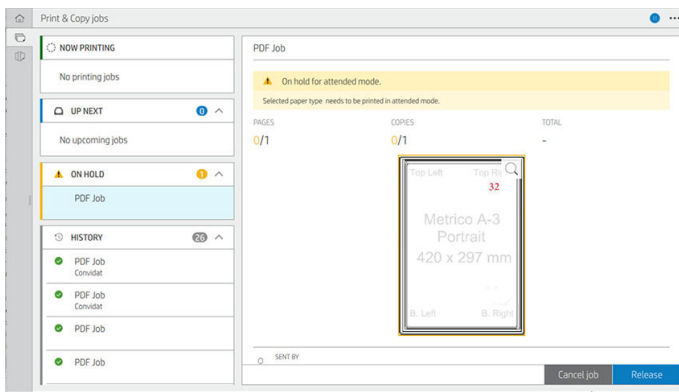 Print & Copy jobs
NOW PRINTING
No printing jobs
UP NEXT
0
No upcoming jobs
ON HOLD
1
PDF Job
HISTORY
26
PDF Job
Convidat
PDF Job
Convidat
PDF Job
PDF Job
PDF Job
On hold for attended mode.
Selected paper type needs to be printed in attended mode.
PAGES
COPIES
TOTAL
0/1
0/1
-
Top Left
Top Ri
32
Metrico A-3
Portrait
420 x 297 mm
B. Left
B. Right
SENT BY
Cancel job
Release